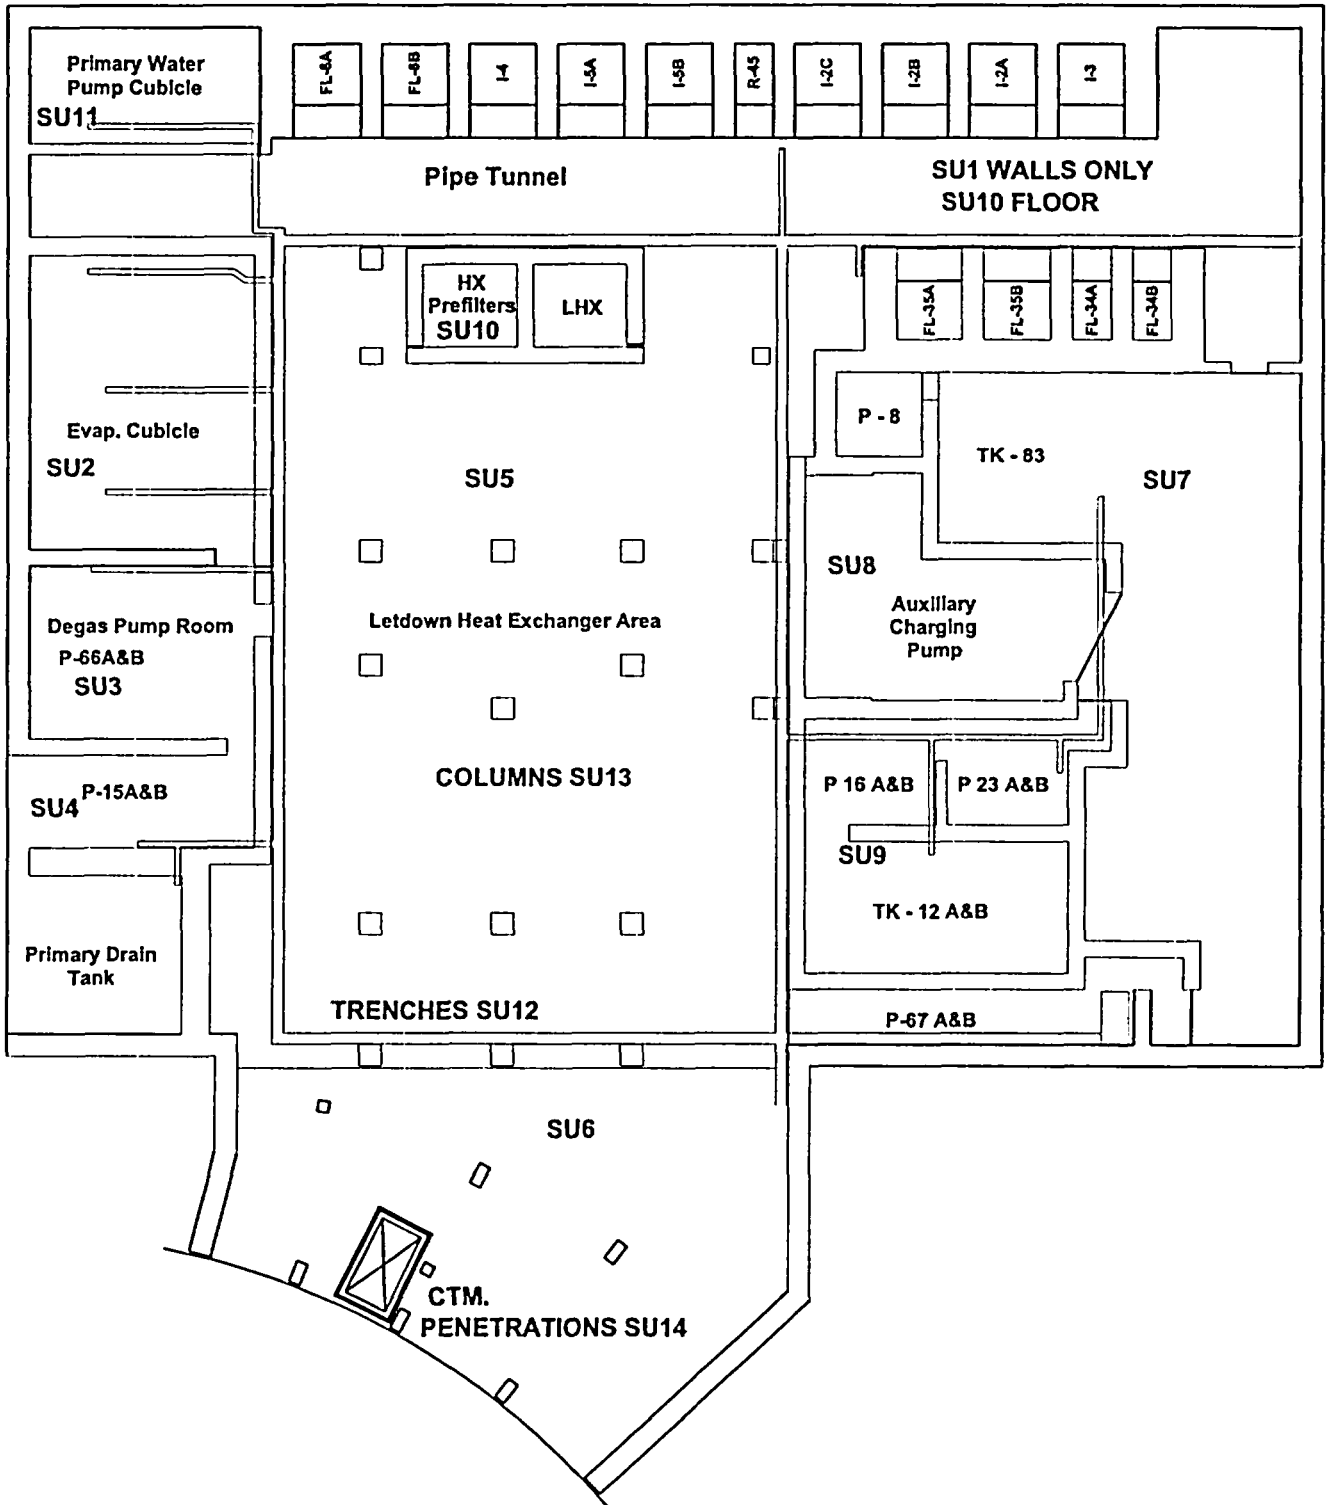 Primary Water
Pump Cubicle
SU11
FL-6A
FL-6B
I-4
I-5A
I-5B
R-45
I-2C
I-2B
I-2A
I-3
Pipe Tunnel
SU1 WALLS ONLY
SU10 FLOOR
HX
Prefilters
SU10
LHX
FL-35A
FL-35B
FL-34A
FL-34B
Evap. Cubicle
SU2
P - 8
TK - 83
SU5
SU7
SU8
Degas Pump Room
P-66A&B
SU3
Letdown Heat Exchanger Area
Auxiliary
Charging
Pump
COLUMNS SU13
P-15A&B
SU4
P 16 A&B
P 23 A&B
SU9
TK - 12 A&B
Primary Drain
Tank
TRENCHES SU12
P-67 A&B
SU6
CTM.
PENETRATIONS SU14